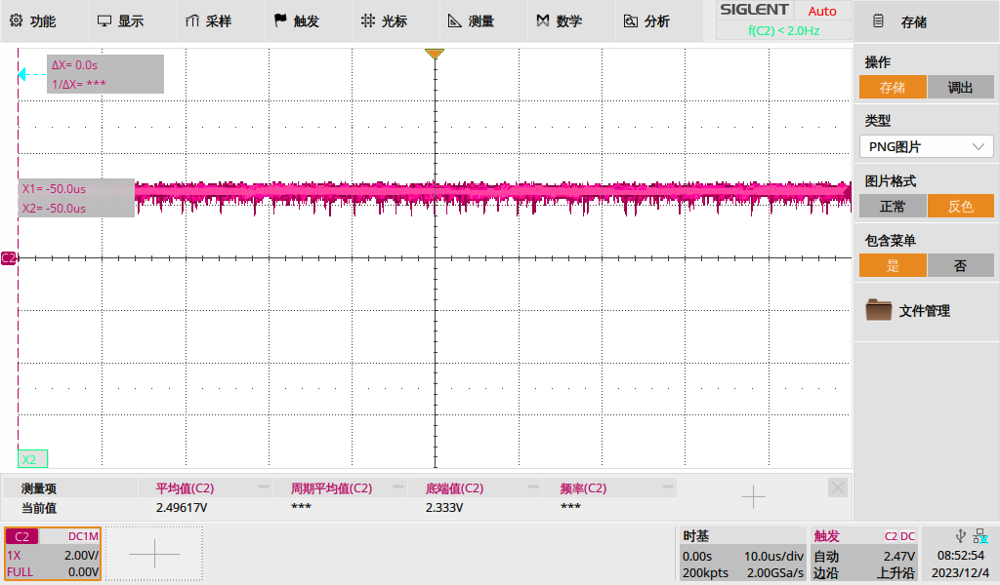 功能
显示
采样
触发
光标
测量
数学
分析
SIGLENT
Auto
f(C2) < 2.0Hz
存储
ΔX= 0.0s
1/ΔX= ***
X1= -50.0us
X2= -50.0us
C2
X2
操作
存储 调出
类型
PNG图片
图片格式
正常 反色
包含菜单
是 否
文件管理
测量项 平均值(C2) 周期平均值(C2) 底端值(C2) 频率(C2)
当前值 2.49617V *** 2.333V ***
C2 DC1M
1X 2.00V/
FULL 0.00V
时基
0.00s 10.0us/div
200kpts 2.00GSa/s
触发 C2 DC
自动 2.47V
边沿 上升沿
08:52:54
2023/12/4